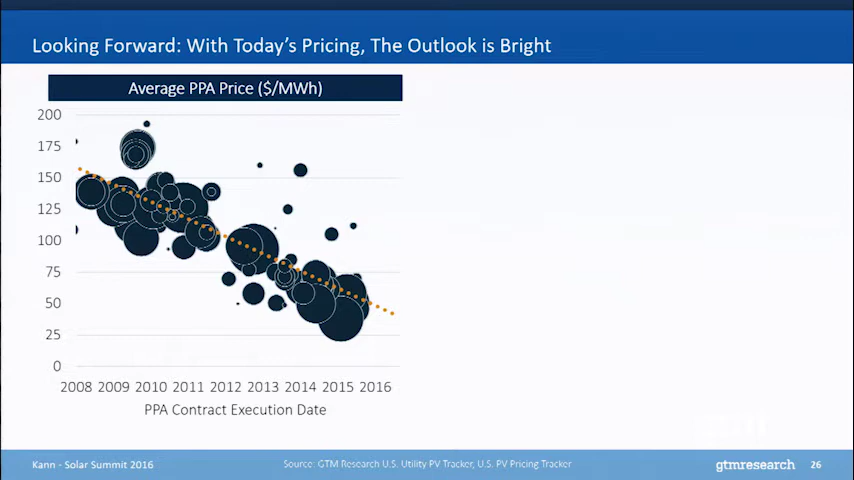 Looking Forward: With Today's Pricing, The Outlook is Bright
Average PPA Price ($/MWh)
200
175
150
125
100
75
50
25
0
2008 2009 2010 2011 2012 2013 2014 2015 2016
PPA Contract Execution Date
Kann - Solar Summit 2016
Source: GTM Research U.S. Utility PV Tracker, U.S. PV Pricing Tracker
gtmresearch
26